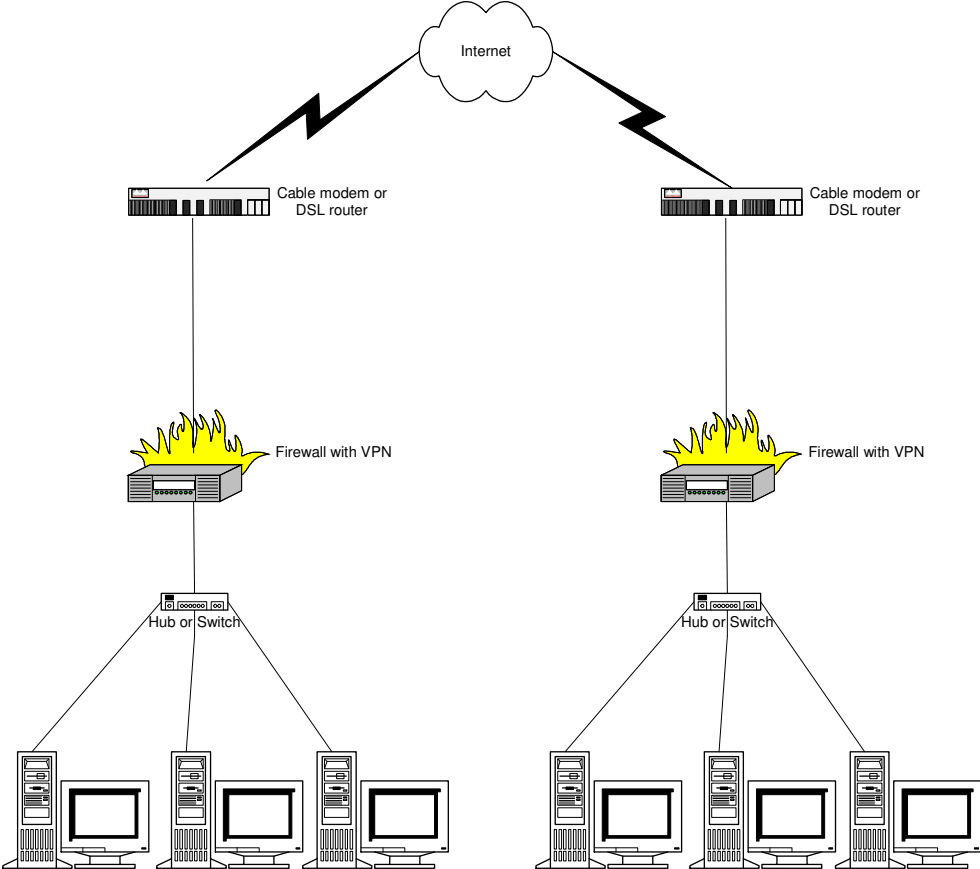 Internet
Cable modem or
DSL router
Cable modem or
DSL router
Firewall with VPN
Firewall with VPN
Hub or Switch
Hub or Switch